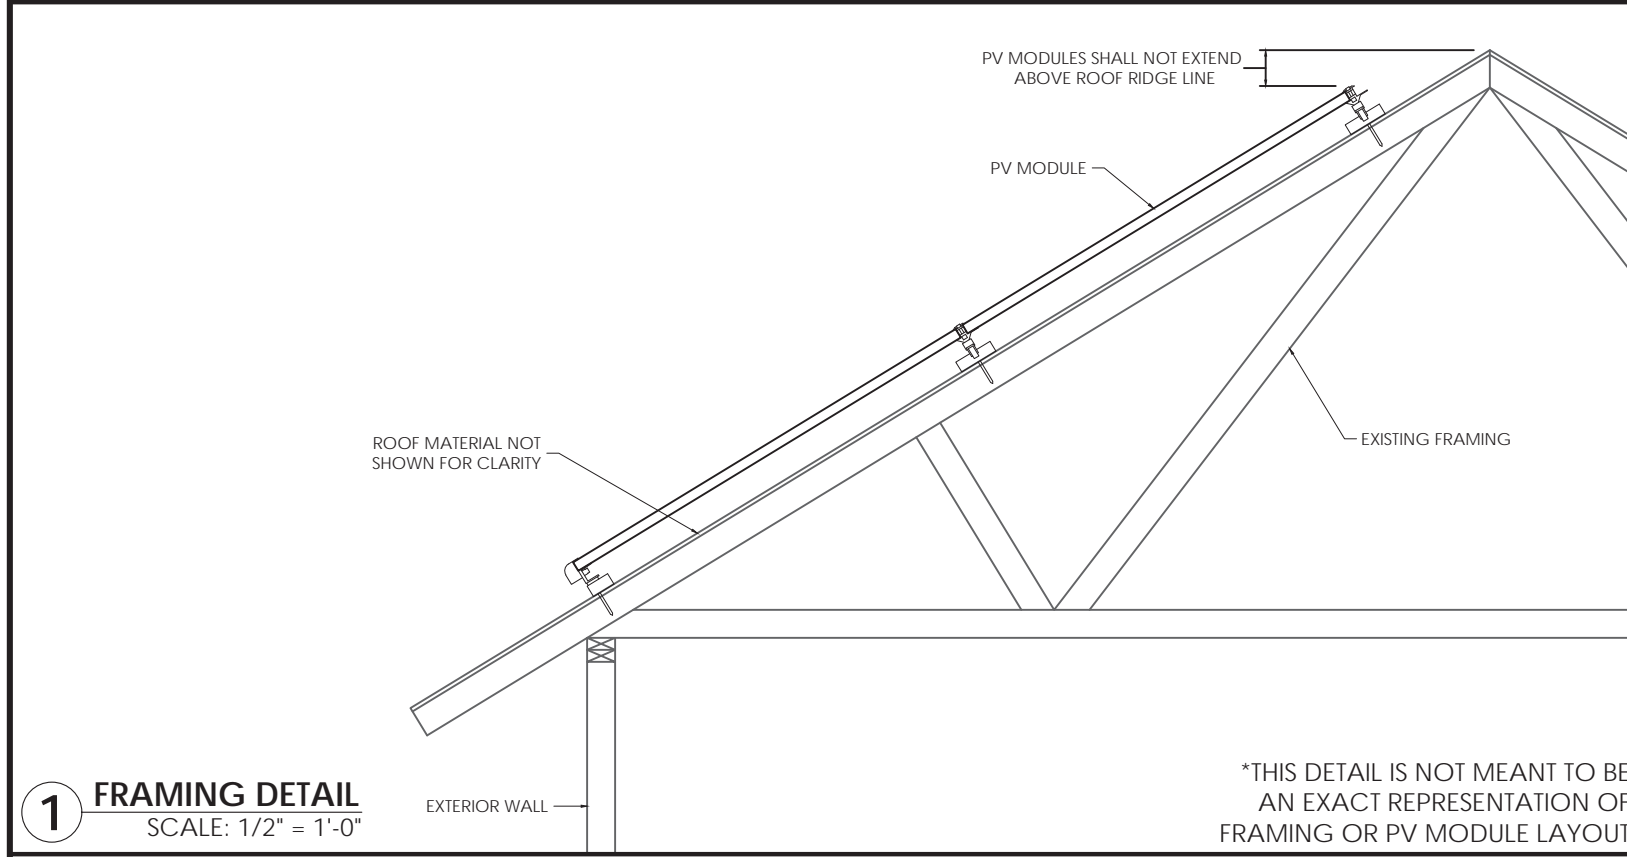 PV MODULES SHALL NOT EXTEND
ABOVE ROOF RIDGE LINE
PV MODULE
ROOF MATERIAL NOT
SHOWN FOR CLARITY
EXISTING FRAMING
EXTERIOR WALL
1 FRAMING DETAIL
SCALE: 1/2" = 1'-0"
*THIS DETAIL IS NOT MEANT TO BE
AN EXACT REPRESENTATION OF
FRAMING OR PV MODULE LAYOUT